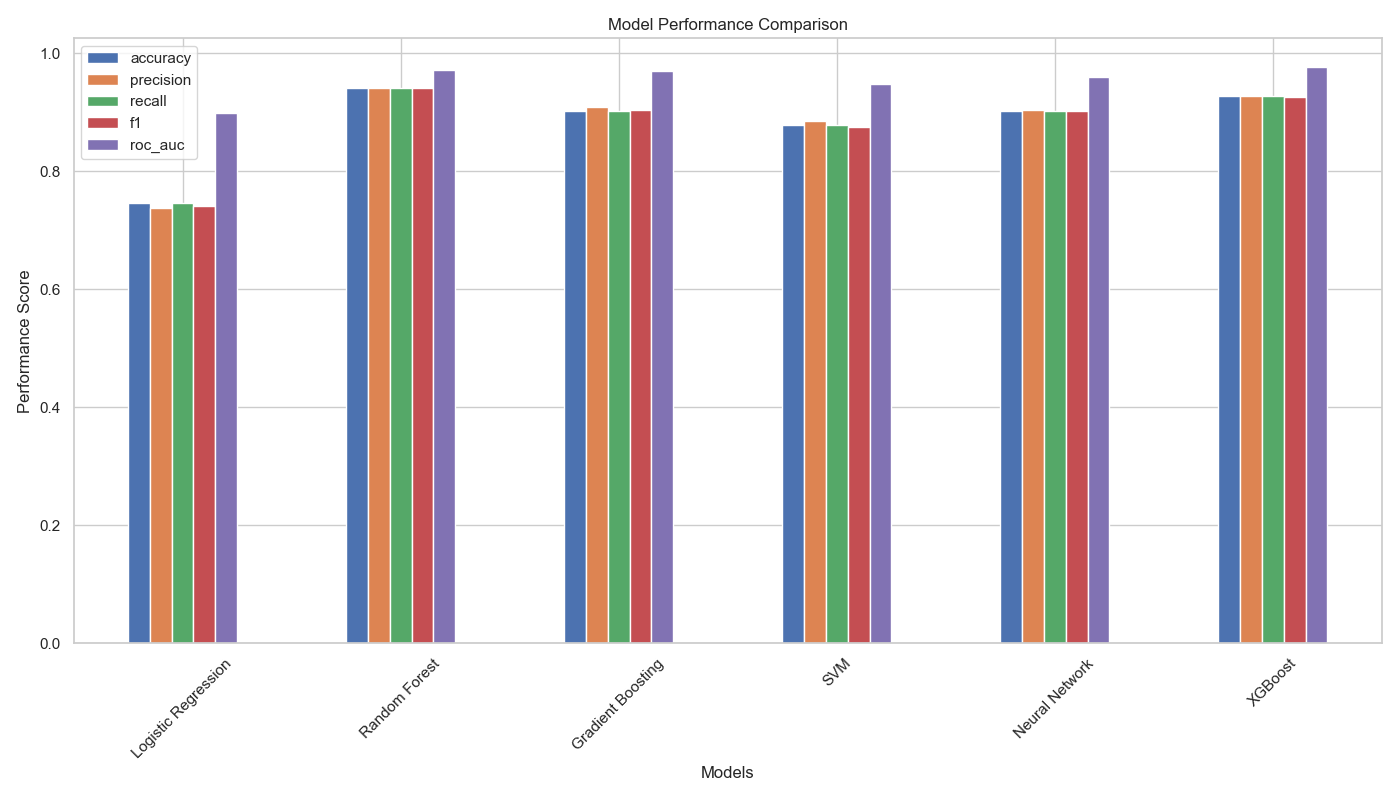 Model Performance Comparison
accuracy
precision
recall
f1
roc_auc
Performance Score
1.0
0.8
0.6
0.4
0.2
0.0
Logistic Regression
Random Forest
Gradient Boosting
SVM
Neural Network
XGBoost
Models